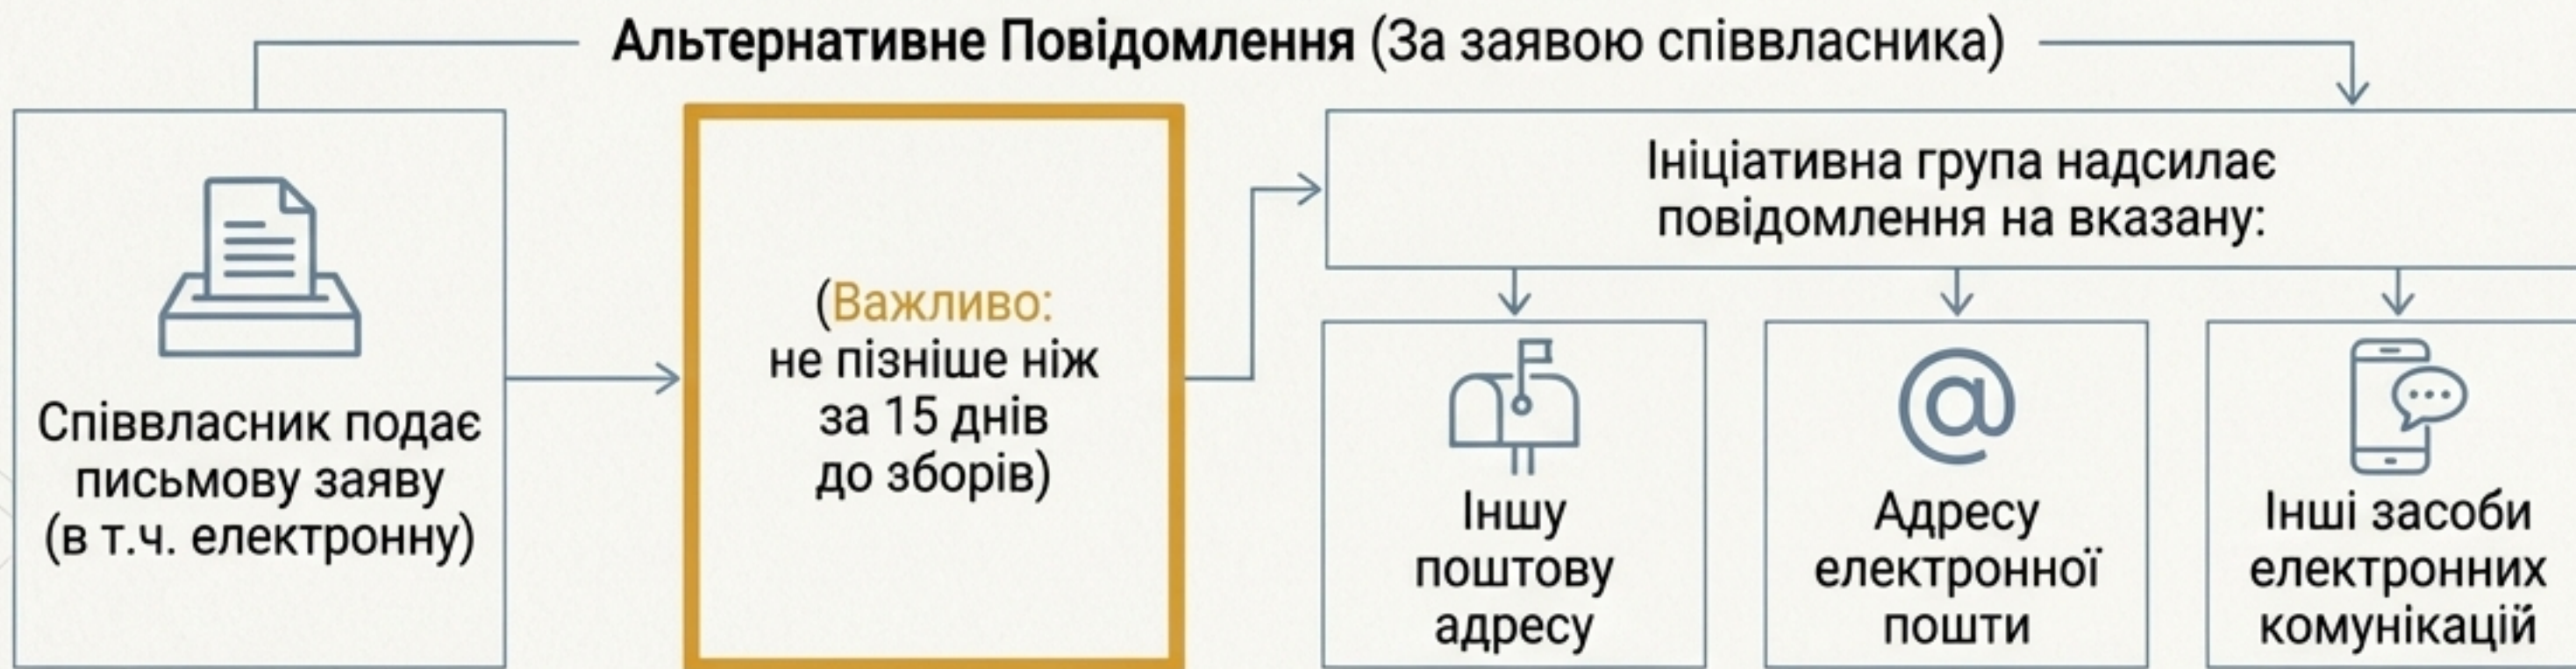 Альтернативне Повідомлення (За заявою співвласника)
Співвласник подає
письмову заяву
(в т.ч. електронну)
(Важливо:
не пізніше ніж
за 15 днів
до зборів)
Ініціативна група надсилає
повідомлення на вказану:
Іншу
поштову
адресу
@
Адресу
електронної
пошти
Інші засоби
електронних
комунікацій